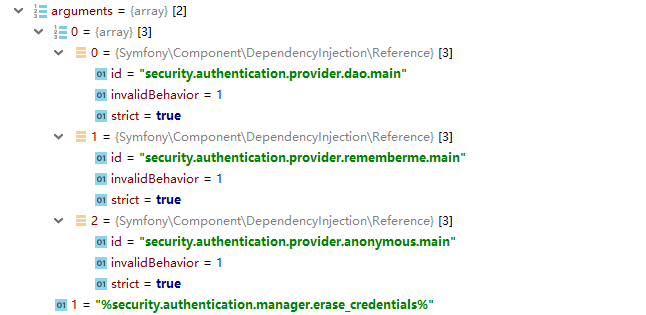 arguments = {array} [2]
0 = {array} [3]
0 = {Symfony\Component\DependencyInjection\Reference} [3]
01 id = "security.authentication.provider.dao.main"
01 invalidBehavior = 1
01 strict = true
1 = {Symfony\Component\DependencyInjection\Reference} [3]
01 id = "security.authentication.provider.rememberme.main"
01 invalidBehavior = 1
01 strict = true
2 = {Symfony\Component\DependencyInjection\Reference} [3]
01 id = "security.authentication.provider.anonymous.main"
01 invalidBehavior = 1
01 strict = true
01 1 = "%security.authentication.manager.erase_credentials%"